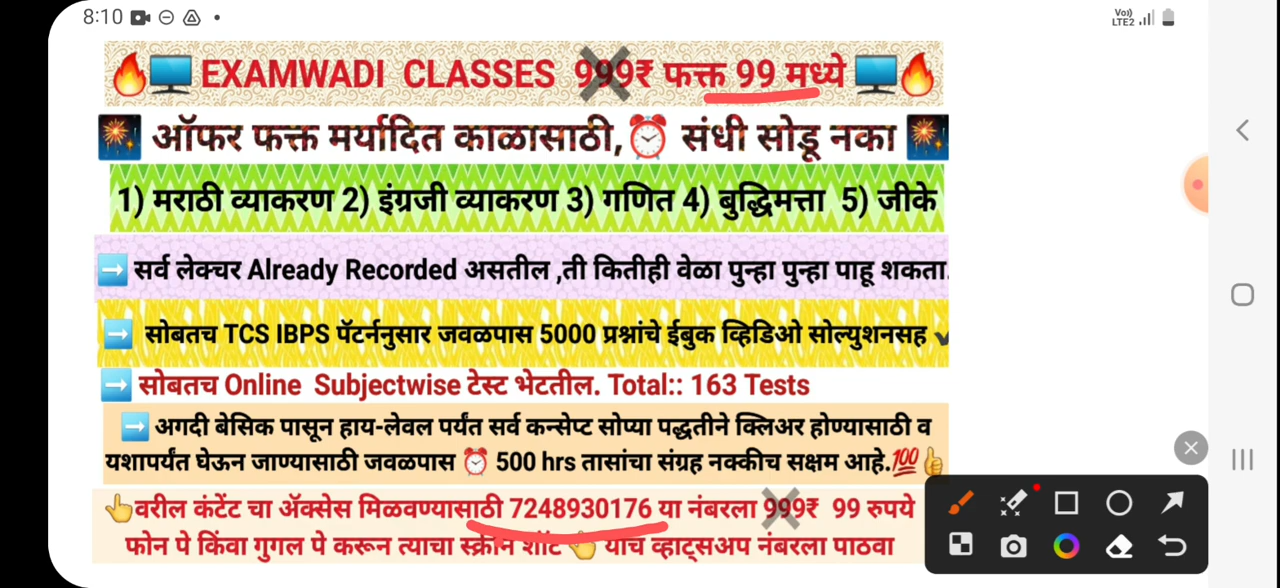 8:10
Vo))
LTE2
EXAMWADI CLASSES 999₹ फक्त 99 मध्ये
ऑफर फक्त मर्यादित काळासाठी, संधी सोडू नका
1) मराठी व्याकरण 2) इंग्रजी व्याकरण 3) गणित 4) बुद्धिमत्ता 5) जीके
सर्व लेक्चर Already Recorded असतील ,ती कितीही वेळा पुन्हा पुन्हा पाहू शकता.
सोबतच TCS IBPS पॅटर्ननुसार जवळपास 5000 प्रश्नांचे ईबुक व्हिडिओ सोल्युशनसह
सोबतच Online Subjectwise टेस्ट भेटतील. Total:: 163 Tests
अगदी बेसिक पासून हाय-लेवल पर्यंत सर्व कन्सेप्ट सोप्या पद्धतीने क्लिअर होण्यासाठी व
यशापर्यंत घेऊन जाण्यासाठी जवळपास 500 hrs तासांचा संग्रह नक्कीच सक्षम आहे.💯
वरील कंटेंट चा ॲक्सेस मिळवण्यासाठी 7248930176 या नंबरला 999₹ 99 रुपये
फोन पे किंवा गुगल पे करून त्याचा स्क्रीन शॉट याच व्हाट्सअप नंबरला पाठवा